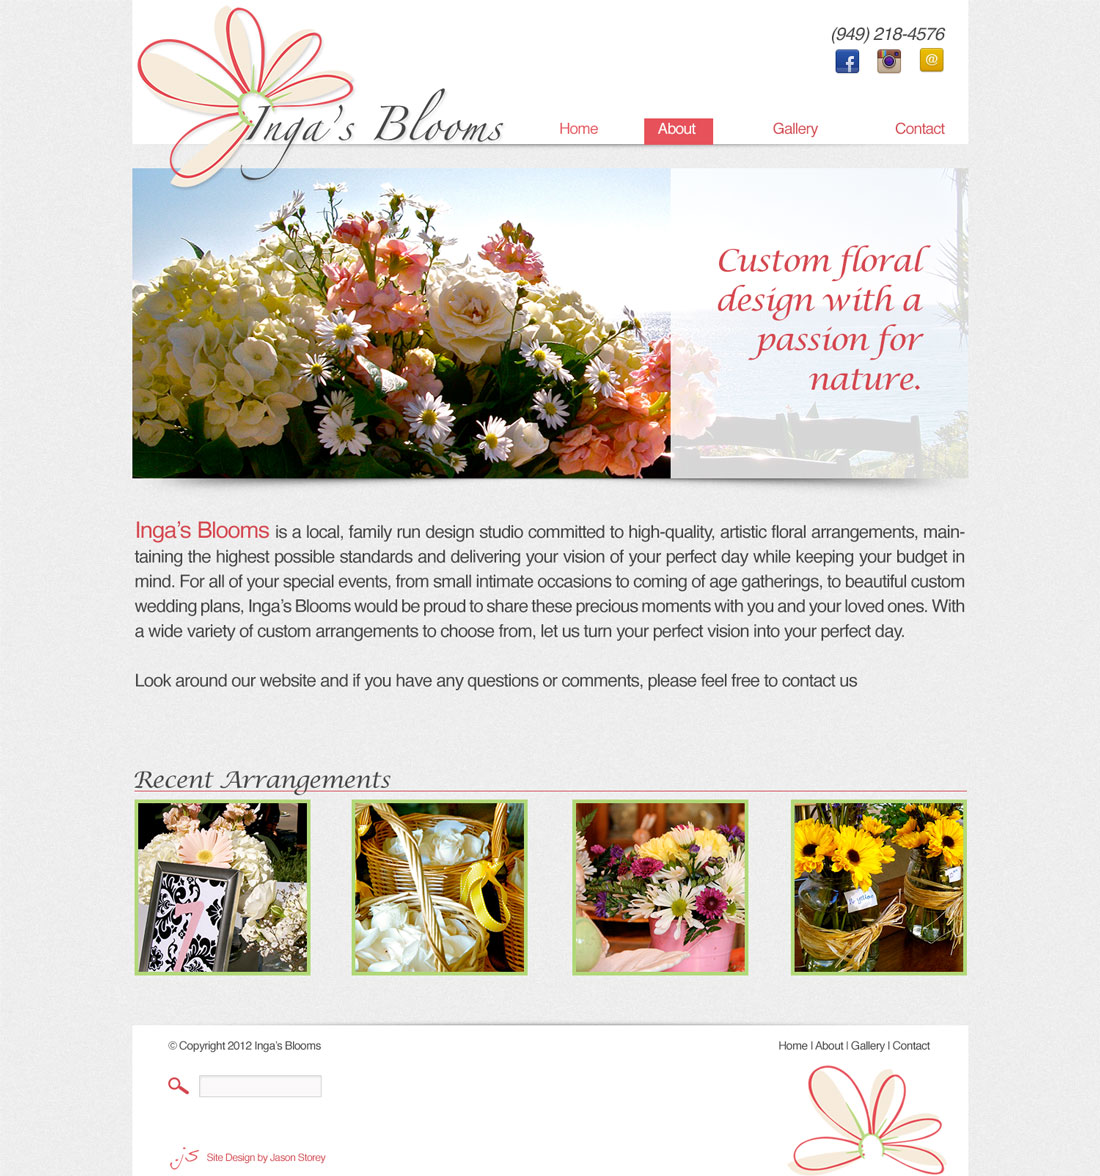 (949) 218-4576
Inga's Blooms
Home
About
Gallery
Contact
Custom floral
design with a
passion for
nature.
Inga's Blooms is a local, family run design studio committed to high-quality, artistic floral arrangements, main-
taining the highest possible standards and delivering your vision of your perfect day while keeping your budget in
mind. For all of your special events, from small intimate occasions to coming of age gatherings, to beautiful custom
wedding plans, Inga's Blooms would be proud to share these precious moments with you and your loved ones. With
a wide variety of custom arrangements to choose from, let us turn your perfect vision into your perfect day.
Look around our website and if you have any questions or comments, please feel free to contact us
Recent Arrangements
7
© Copyright 2012 Inga's Blooms
Home | About | Gallery | Contact
.js Site Design by Jason Storey